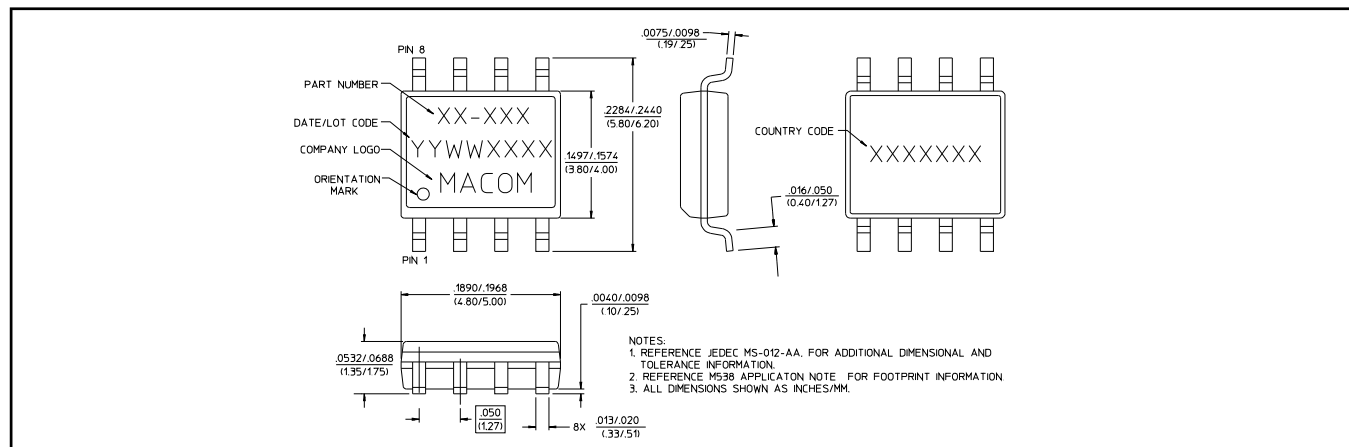 .0075/.0098
(.19/.25)
PIN 8
PART NUMBER
XX-XXX
DATE/LOT CODE
YYWWXXXX
COMPANY LOGO
MACOM
ORIENTATION
MARK
PIN 1
.1497/.1574
(3.80/4.00)
.2284/.2440
(5.80/6.20)
.016/.050
(0.40/1.27)
COUNTRY CODE
XXXXXXX
.1890/.1968
(4.80/5.00)
.0040/.0098
(.10/.25)
.0532/.0688
(1.35/1.75)
.050
(1.27)
8X .013/.020
(.33/.51)
NOTES:
1. REFERENCE JEDEC MS-012-AA, FOR ADDITIONAL DIMENSIONAL AND
TOLERANCE INFORMATION.
2. REFERENCE M538 APPLICATON NOTE FOR FOOTPRINT INFORMATION
3. ALL DIMENSIONS SHOWN AS INCHES/MM.